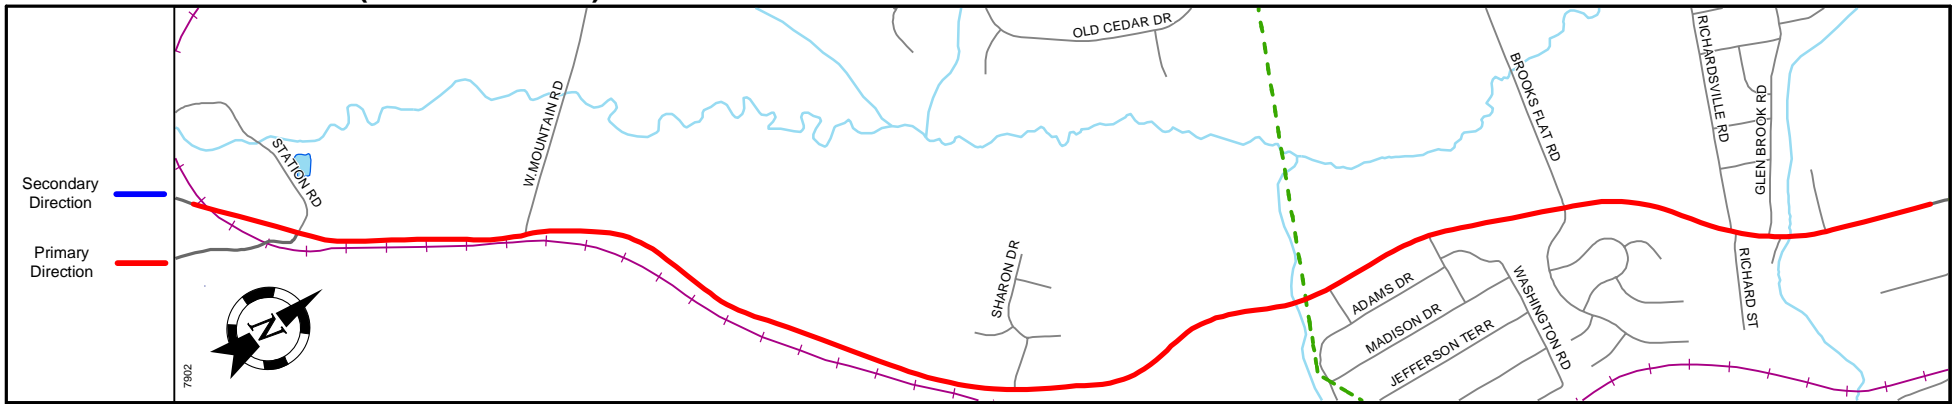 OLD CEDAR DR
STATION RD
W.MOUNTAIN RD
BROOKS FLAT RD
RICHARDSVILLE RD
GLEN BROOK RD
Secondary
Direction
Primary
Direction
SHARON DR
ADAMS DR
MADISON DR
JEFFERSON TERR
WASHINGTON RD
RICHARD ST
N
7902